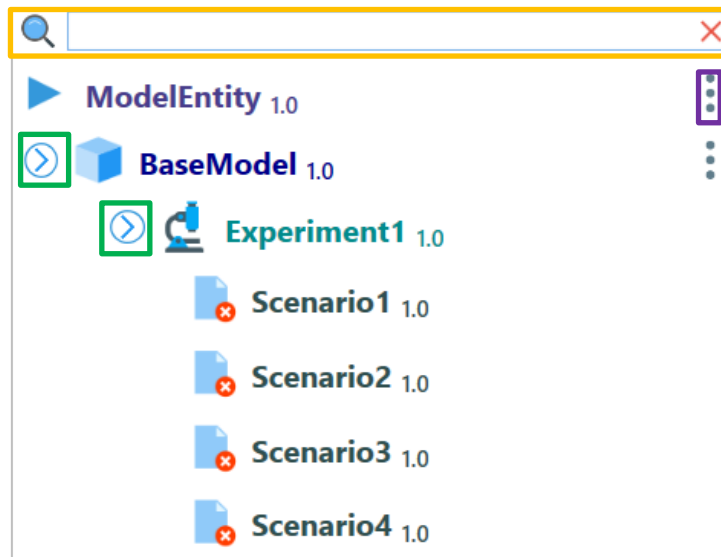 ModelEntity 1.0
BaseModel 1.0
Experiment1 1.0
Scenario1 1.0
Scenario2 1.0
Scenario3 1.0
Scenario4 1.0